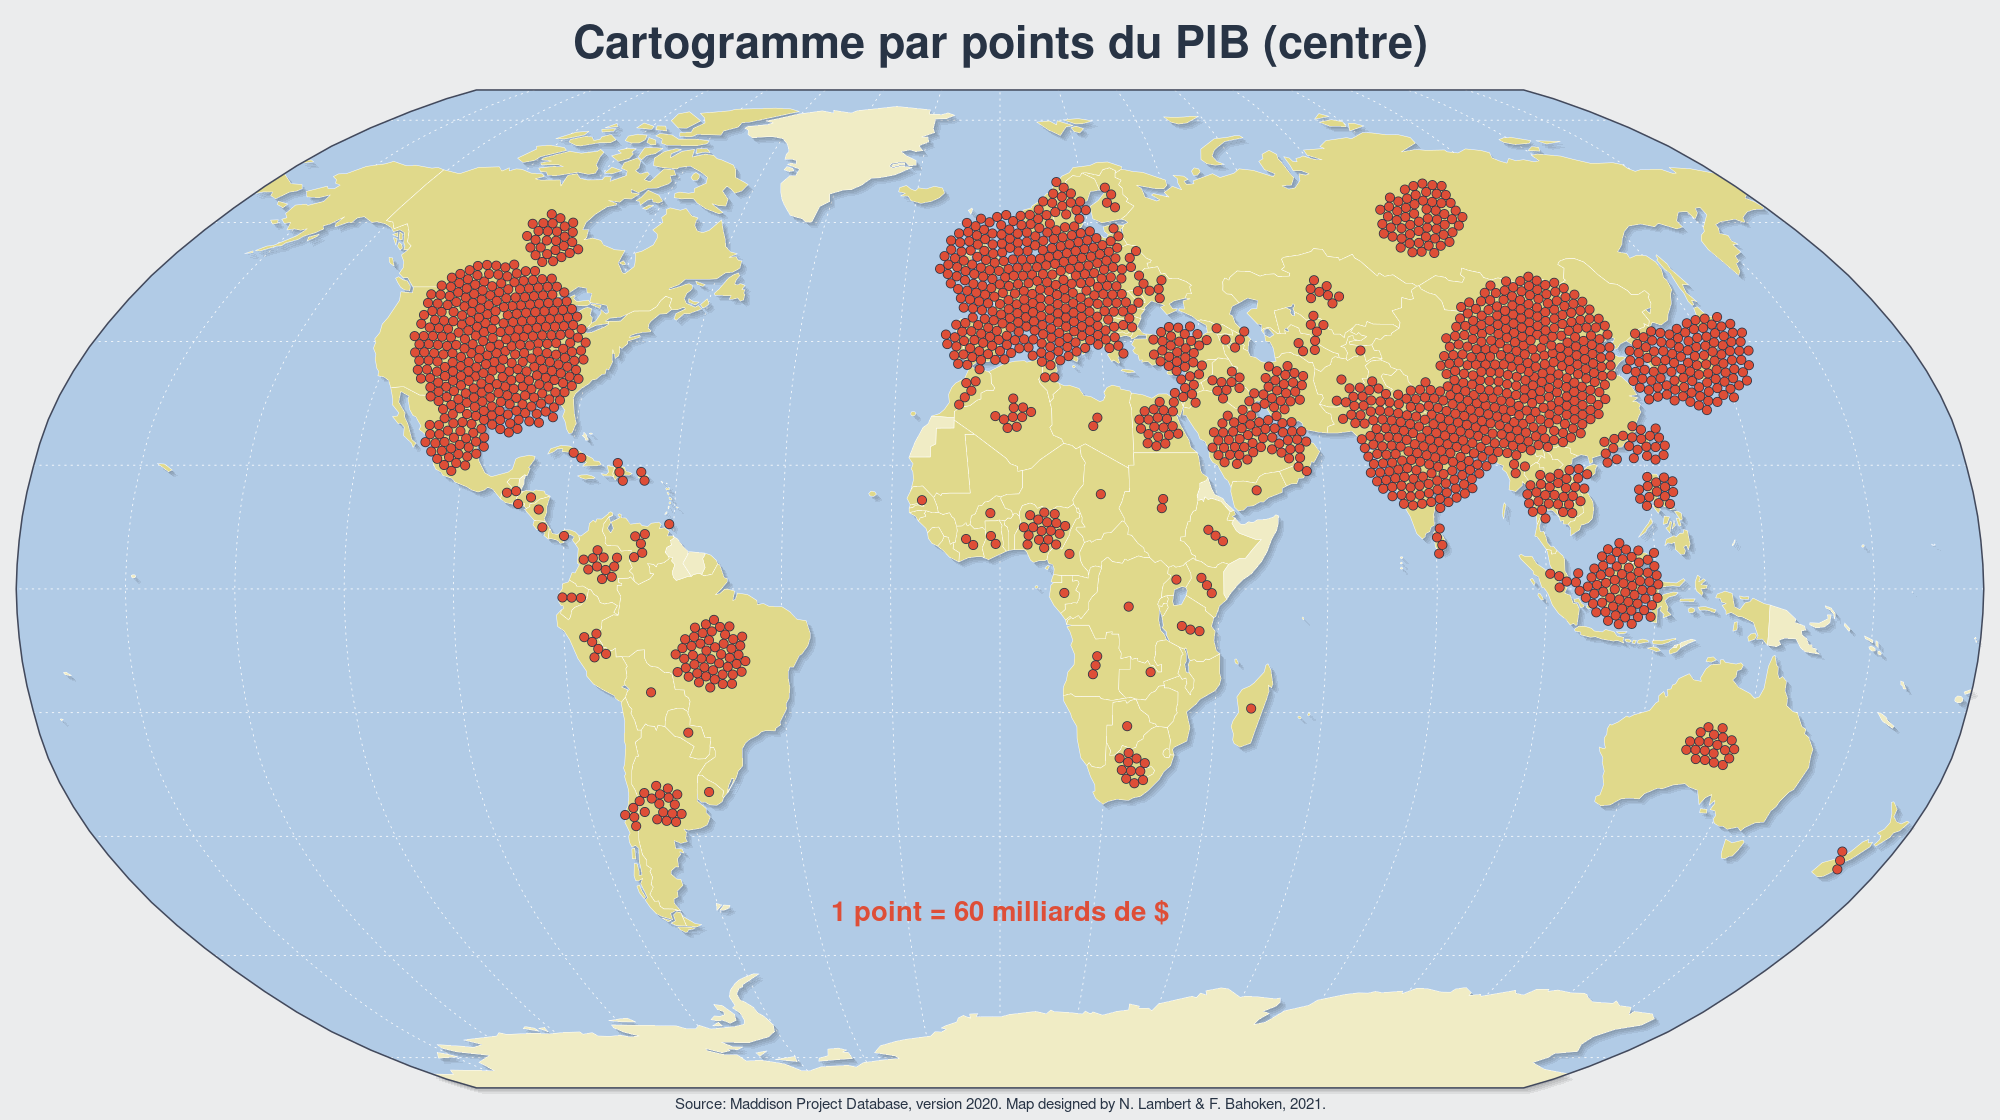 Cartogramme par points du PIB (centre)
1 point = 60 milliards de $
Source: Maddison Project Database, version 2020. Map designed by N. Lambert & F. Bahoken, 2021.